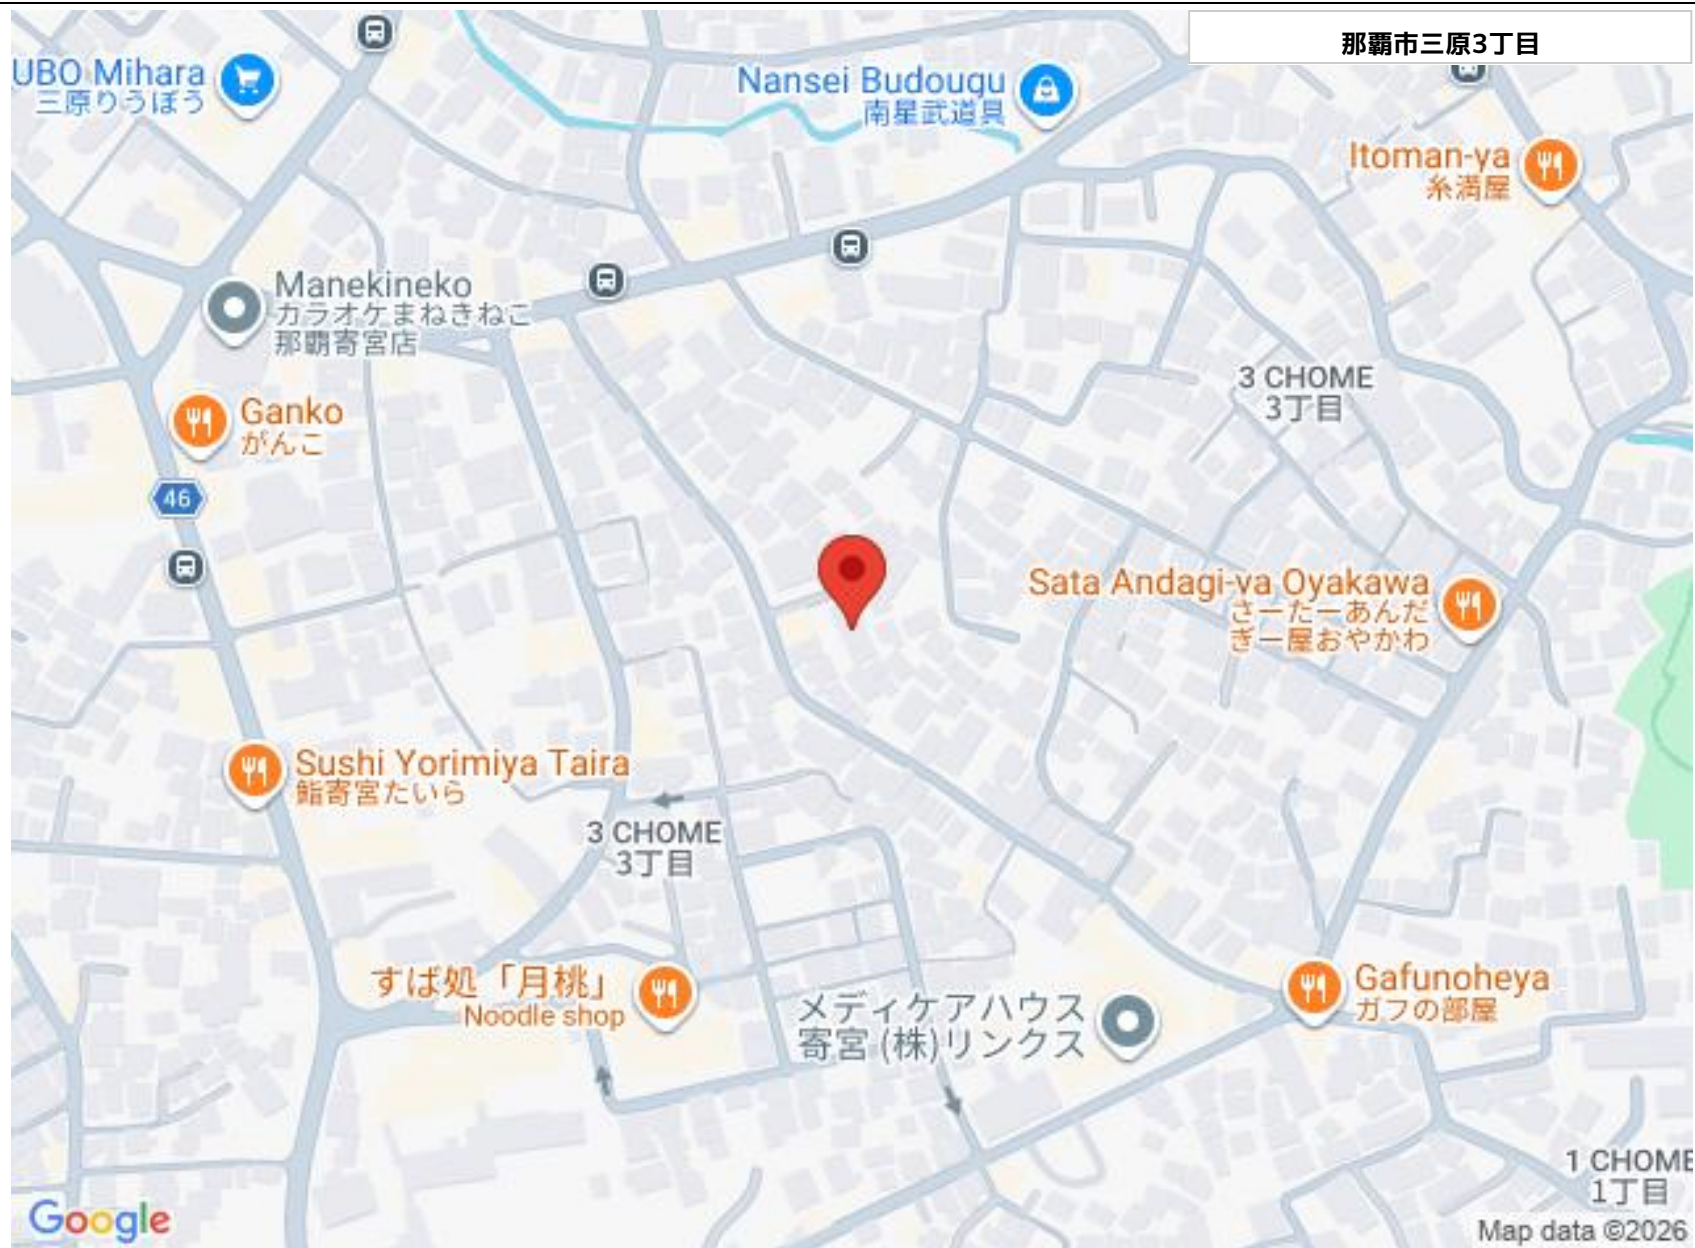 那覇市三原3丁目
UBO Mihara
三原りうぼう
Nansei Budougu
南星武道具
Itoman-ya
糸満屋
Manekineko
カラオケまねきねこ
那覇寄宮店
3 CHOME
3丁目
Ganko
がんこ
46
Sata Andagi-ya Oyakawa
さーたーあんだ
ぎー屋おやかわ
Sushi Yorimiya Taira
鮨寄宮たいら
3 CHOME
3丁目
すば処「月桃」
Noodle shop
メディケアハウス
寄宮 (株)リンクス
Gafunoheya
ガフの部屋
1 CHOME
1丁目
Google
Map data ©2026